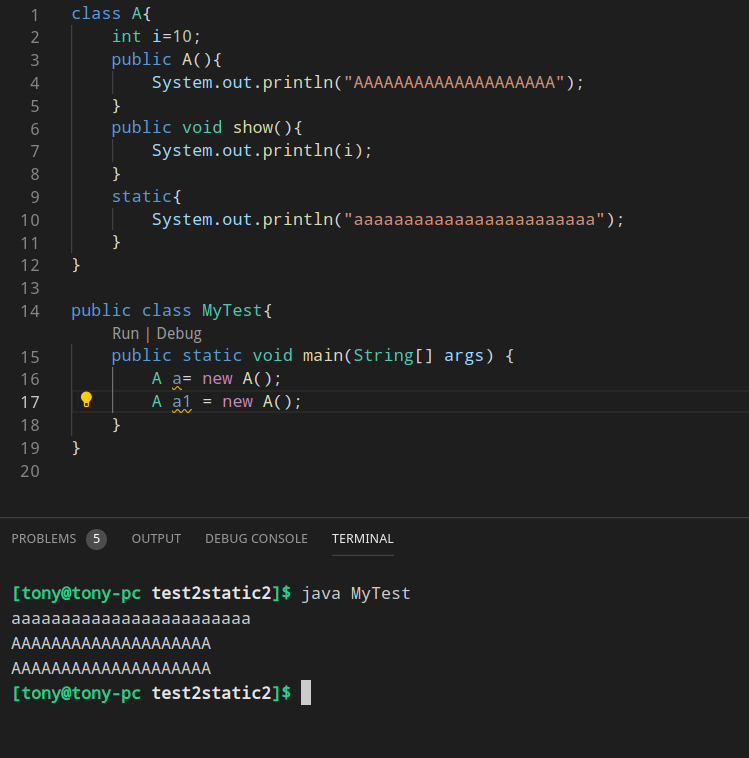 1 class A{
2 int i=10;
3 public A(){
4 System.out.println("AAAAAAAAAAAAAAAAAAAA");
5 }
6 public void show(){
7 System.out.println(i);
8 }
9 static{
10 System.out.println("aaaaaaaaaaaaaaaaaaaaaaaa");
11 }
12 }
13
14 public class MyTest{
Run | Debug
15 public static void main(String[] args) {
16 A a= new A();
17 A a1 = new A();
18 }
19 }
20
PROBLEMS 5 OUTPUT DEBUG CONSOLE TERMINAL
[tony@tony-pc test2static2]$ java MyTest
aaaaaaaaaaaaaaaaaaaaaaaa
AAAAAAAAAAAAAAAAAAAA
AAAAAAAAAAAAAAAAAAAA
[tony@tony-pc test2static2]$